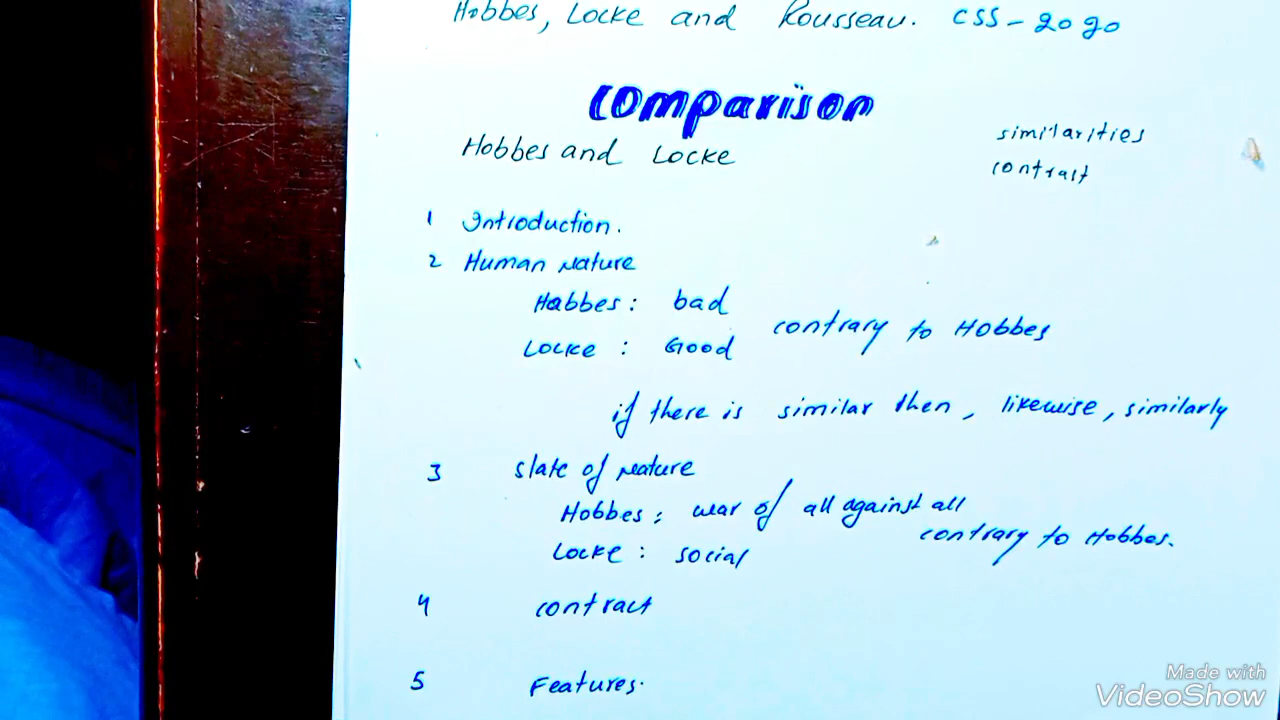 Hobbes, Locke and Rousseau. CSS-2020
comparison
Hobbes and Locke
similarities
contrast
1 Introduction.
2 Human Nature
Habbes: bad
Locke : Good
contrary to Hobbes
if there is similar then, likewise, similarly
3 State of Nature
Hobbes: war of all against all
Locke : social
contrary to Hobbes.
4 contract
5 Features.
Made with
VideoShow